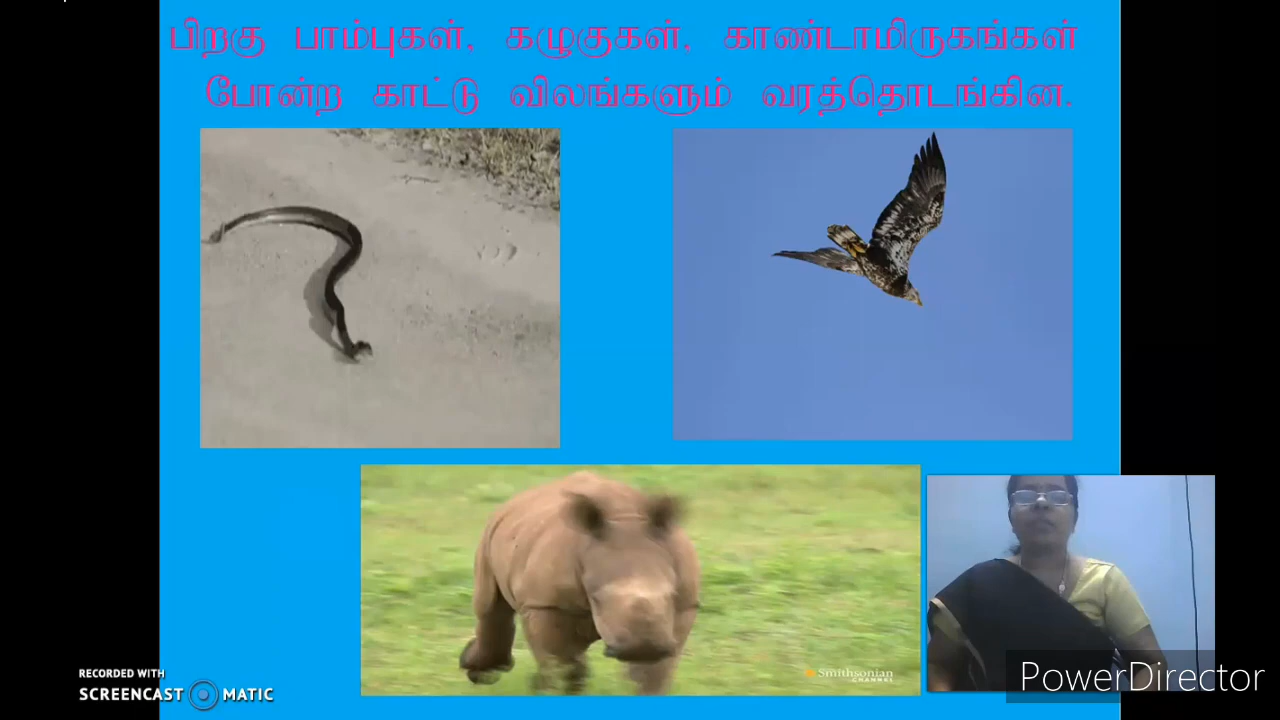 பிறகு பாம்புகள், கழுகுகள், காண்டாமிருகங்கள்
போன்ற காட்டு விலங்களும் வரத்தொடங்கின.
Smithsonian
CHANNEL
RECORDED WITH
SCREENCAST MATIC
PowerDirector